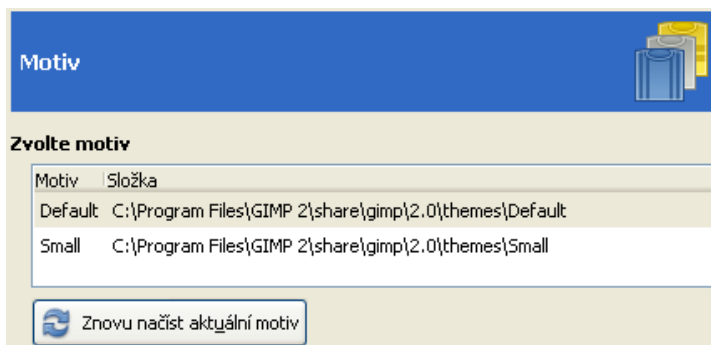 Motiv
Zvolte motiv
Motiv Složka
Default C:\Program Files\GIMP 2\share\gimp\2.0\themes\Default
Small C:\Program Files\GIMP 2\share\gimp\2.0\themes\Small
Znovu načíst aktuální motiv